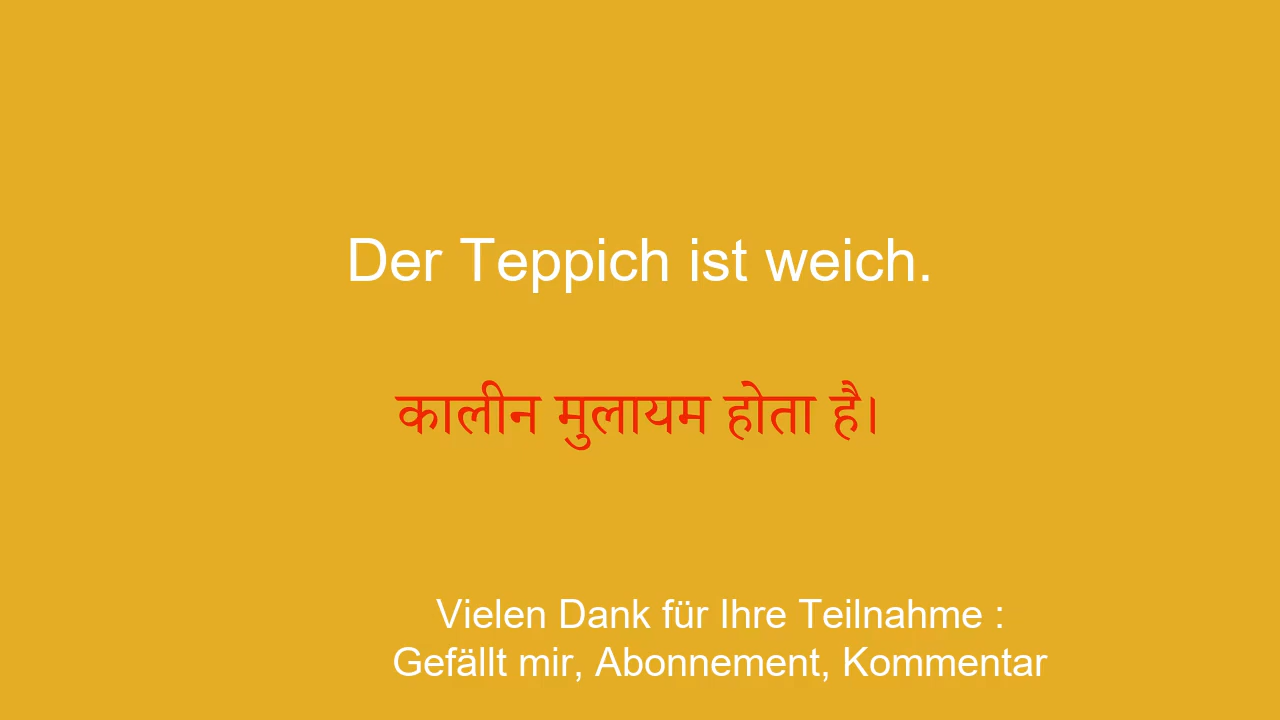 Der Teppich ist weich.
कालीन मुलायम होता है।
Vielen Dank für Ihre Teilnahme :
Gefällt mir, Abonnement, Kommentar